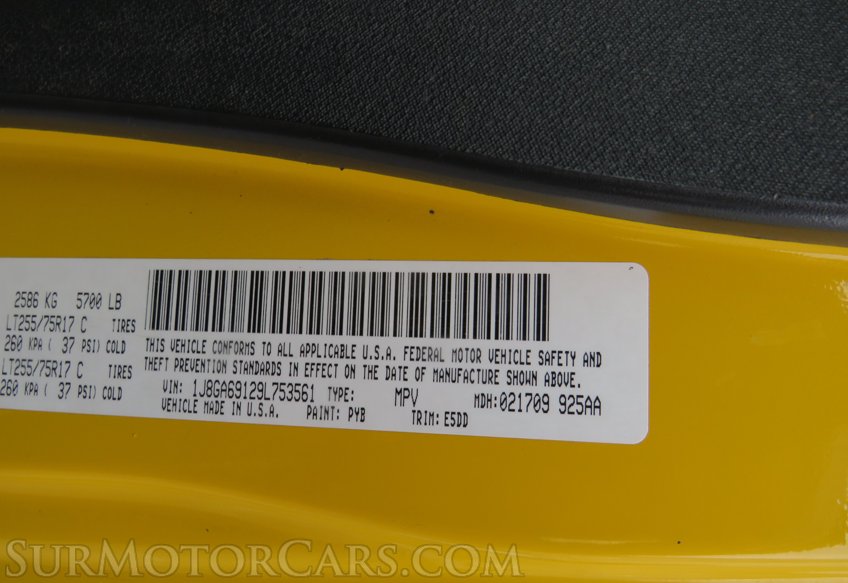 2586 KG 5700 LB
LT255/75R17 C TIRES
260 KPA ( 37 PSI) COLD
LT255/75R17 C TIRES
260 KPA ( 37 PSI) COLD
THIS VEHICLE CONFORMS TO ALL APPLICABLE U.S.A. FEDERAL MOTOR VEHICLE SAFETY AND
THEFT PREVENTION STANDARDS IN EFFECT ON THE DATE OF MANUFACTURE SHOWN ABOVE.
VIN: 1J8GA69129L753561 TYPE: MPV MDH:021709 925AA
VEHICLE MADE IN U.S.A. PAINT: PYB TRIM: E5DD
SURMOTORCARS.COM